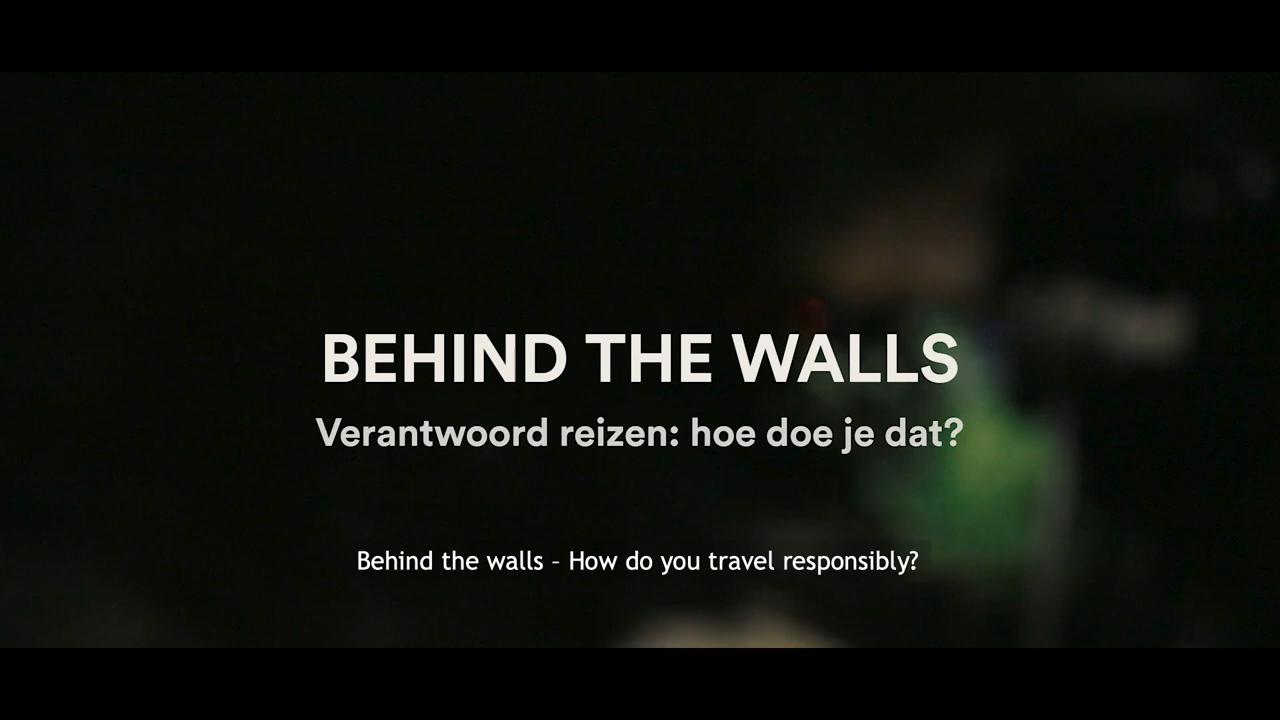 BEHIND THE WALLS
Verantwoord reizen: hoe doe je dat?
Behind the walls - How do you travel responsibly?